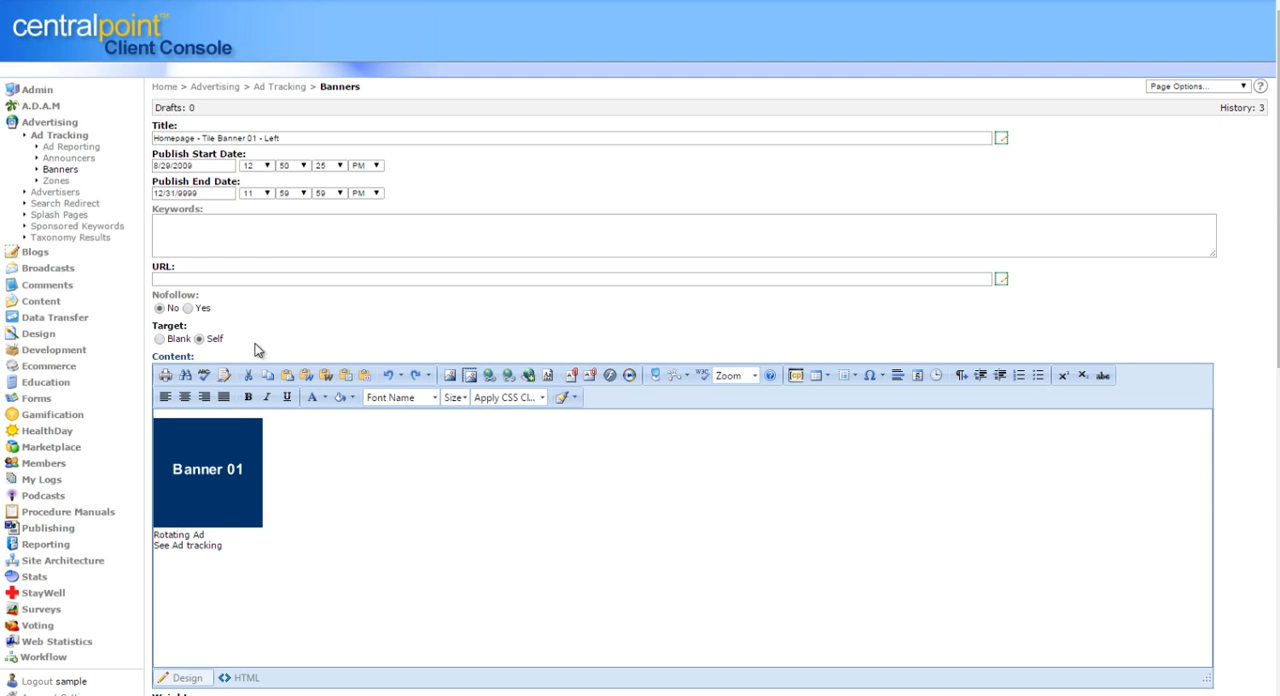 centralpoint™
Client Console
Admin
A.D.A.M
Advertising
Ad Tracking
Ad Reporting
Announcers
Banners
Zones
Advertisers
Search Redirect
Splash Pages
Sponsored Keywords
Taxonomy Results
Blogs
Broadcasts
Comments
Content
Data Transfer
Design
Development
Ecommerce
Education
Forms
Gamification
HealthDay
Marketplace
Members
My Logs
Podcasts
Procedure Manuals
Publishing
Reporting
Site Architecture
Stats
StayWell
Surveys
Voting
Web Statistics
Workflow
Logout sample
Home > Advertising > Ad Tracking > Banners
Page Options...
?
Drafts: 0
History: 3
Title:
Homepage - Tile Banner 01 - Left
Publish Start Date:
8/29/2009 12 50 25 PM
Publish End Date:
12/31/9999 11 59 59 PM
Keywords:
URL:
Nofollow:
No Yes
Target:
Blank Self
Content:
Zoom
B I U A Font Name Size Apply CSS Cl...
Banner 01
Rotating Ad
See Ad tracking
Design HTML